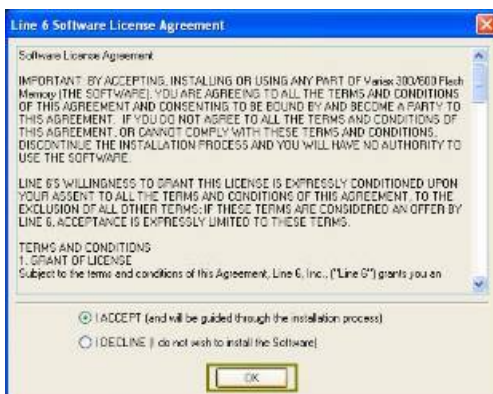 Line 6 Software License Agreement
Software License Agreement
IMPORTANT: BY ACCEPTING, INSTALLING OR USING ANY PART OF Variax 300/600 Flash
Memory (THE SOFTWARE), YOU ARE AGREEING TO ALL THE TERMS AND CONDITIONS
OF THIS AGREEMENT AND CONSENTING TO BE BOUND BY AND BECOME A PARTY TO
THIS AGREEMENT. IF YOU DO NOT AGREE TO ALL THE TERMS AND CONDITIONS OF
THIS AGREEMENT, OR CANNOT COMPLY WITH THESE TERMS AND CONDITIONS,
DISCONTINUE THE INSTALLATION PROCESS AND YOU WILL HAVE NO AUTHORITY TO
USE THE SOFTWARE.
LINE 6'S WILLINGNESS TO GRANT THIS LICENSE IS EXPRESSLY CONDITIONED UPON
YOUR ASSENT TO ALL THE TERMS AND CONDITIONS OF THIS AGREEMENT, TO THE
EXCLUSION OF ALL OTHER TERMS; IF THESE TERMS ARE CONSIDERED AN OFFER BY
LINE 6, ACCEPTANCE IS EXPRESSLY LIMITED TO THESE TERMS.
TERMS AND CONDITIONS
1. GRANT OF LICENSE
Subject to the terms and conditions of this Agreement, Line 6, Inc., ("Line 6") grants you an
I ACCEPT (and will be guided through the installation process)
I DECLINE (I do not wish to install the Software)
OK